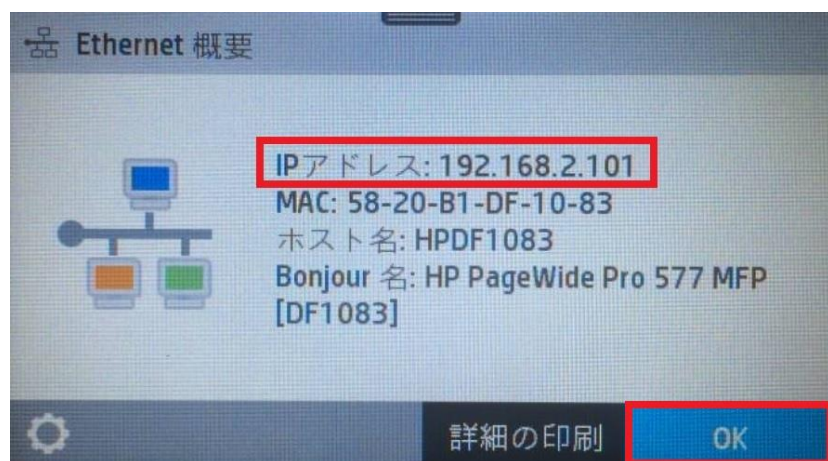 Ethernet 概要
IPアドレス: 192.168.2.101
MAC: 58-20-B1-DF-10-83
ホスト名: HPDF1083
Bonjour 名: HP PageWide Pro 577 MFP
[DF1083]
詳細の印刷
OK